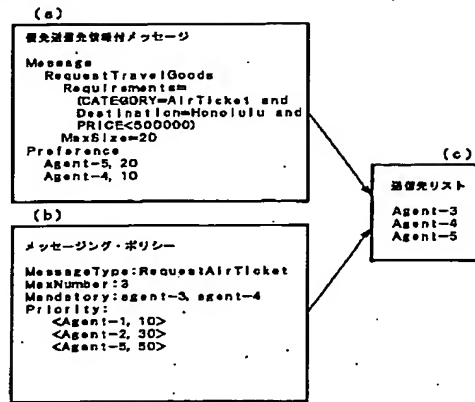 (a)
優先送信先情報付メッセージ
Message
RequestTravelGoods
Requirements=
(CATEGORY=AirTicket and
Destination=Honolulu and
PRICE<500000)
MaxSize=20
Preference
Agent-5, 20
Agent-4, 10
(b)
メッセージング・ポリシー
MessageType:RequestAirTicket
MaxNumber:3
Mandatory:agent-3, agent-4
Priority:
<Agent-1, 10>
<Agent-2, 30>
<Agent-5, 50>
(c)
送信先リスト
Agent-3
Agent-4
Agent-5